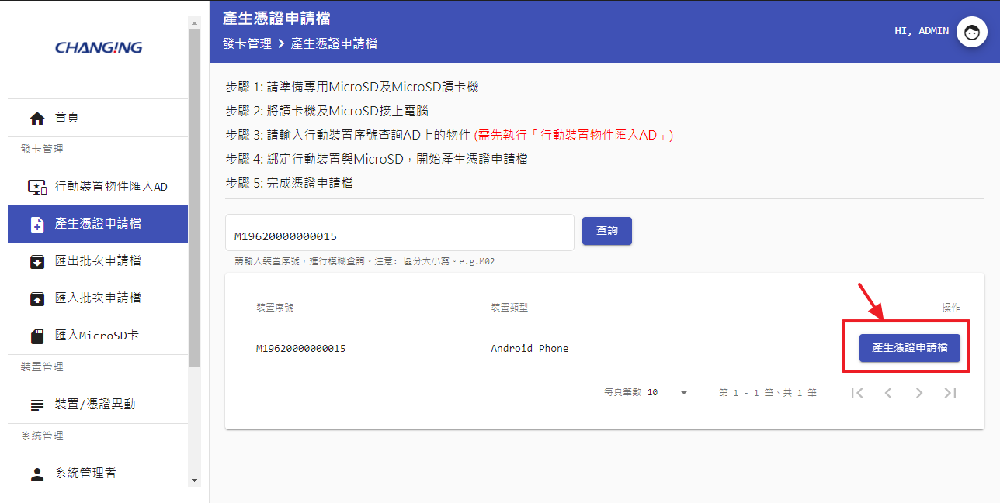 CHANG!NG
首頁
發卡管理
行動裝置物件匯入AD
產生憑證申請檔
匯出批次申請檔
匯入批次申請檔
匯入MicroSD卡
裝置管理
裝置/憑證異動
系統管理
系統管理者
產生憑證申請檔
發卡管理 > 產生憑證申請檔
HI, ADMIN
步驟 1: 請準備專用MicroSD及MicroSD讀卡機
步驟 2: 將讀卡機及MicroSD接上電腦
步驟 3: 請輸入行動裝置序號查詢AD上的物件 (需先執行「行動裝置物件匯入AD」)
步驟 4: 綁定行動裝置與MicroSD，開始產生憑證申請檔
步驟 5: 完成憑證申請檔
M19620000000015
查詢
請輸入裝置序號，進行模糊查詢。注意: 區分大小寫。e.g.M02
裝置序號 裝置類型 操作
M19620000000015 Android Phone 產生憑證申請檔
每頁筆數 10 第 1 - 1 筆、共 1 筆